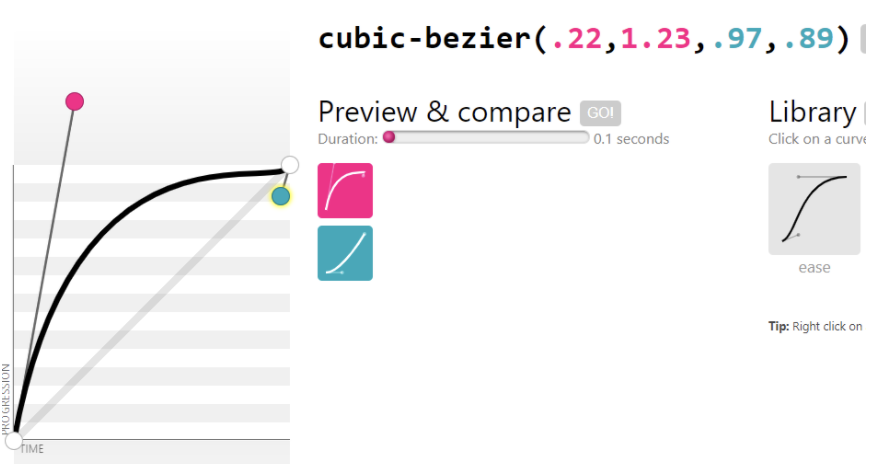 cubic-bezier(.22,1.23,.97,.89)
Preview & compare GO!
Duration: 0.1 seconds
Library
Click on a curve
ease
Tip: Right click on
PROGRESSION
TIME